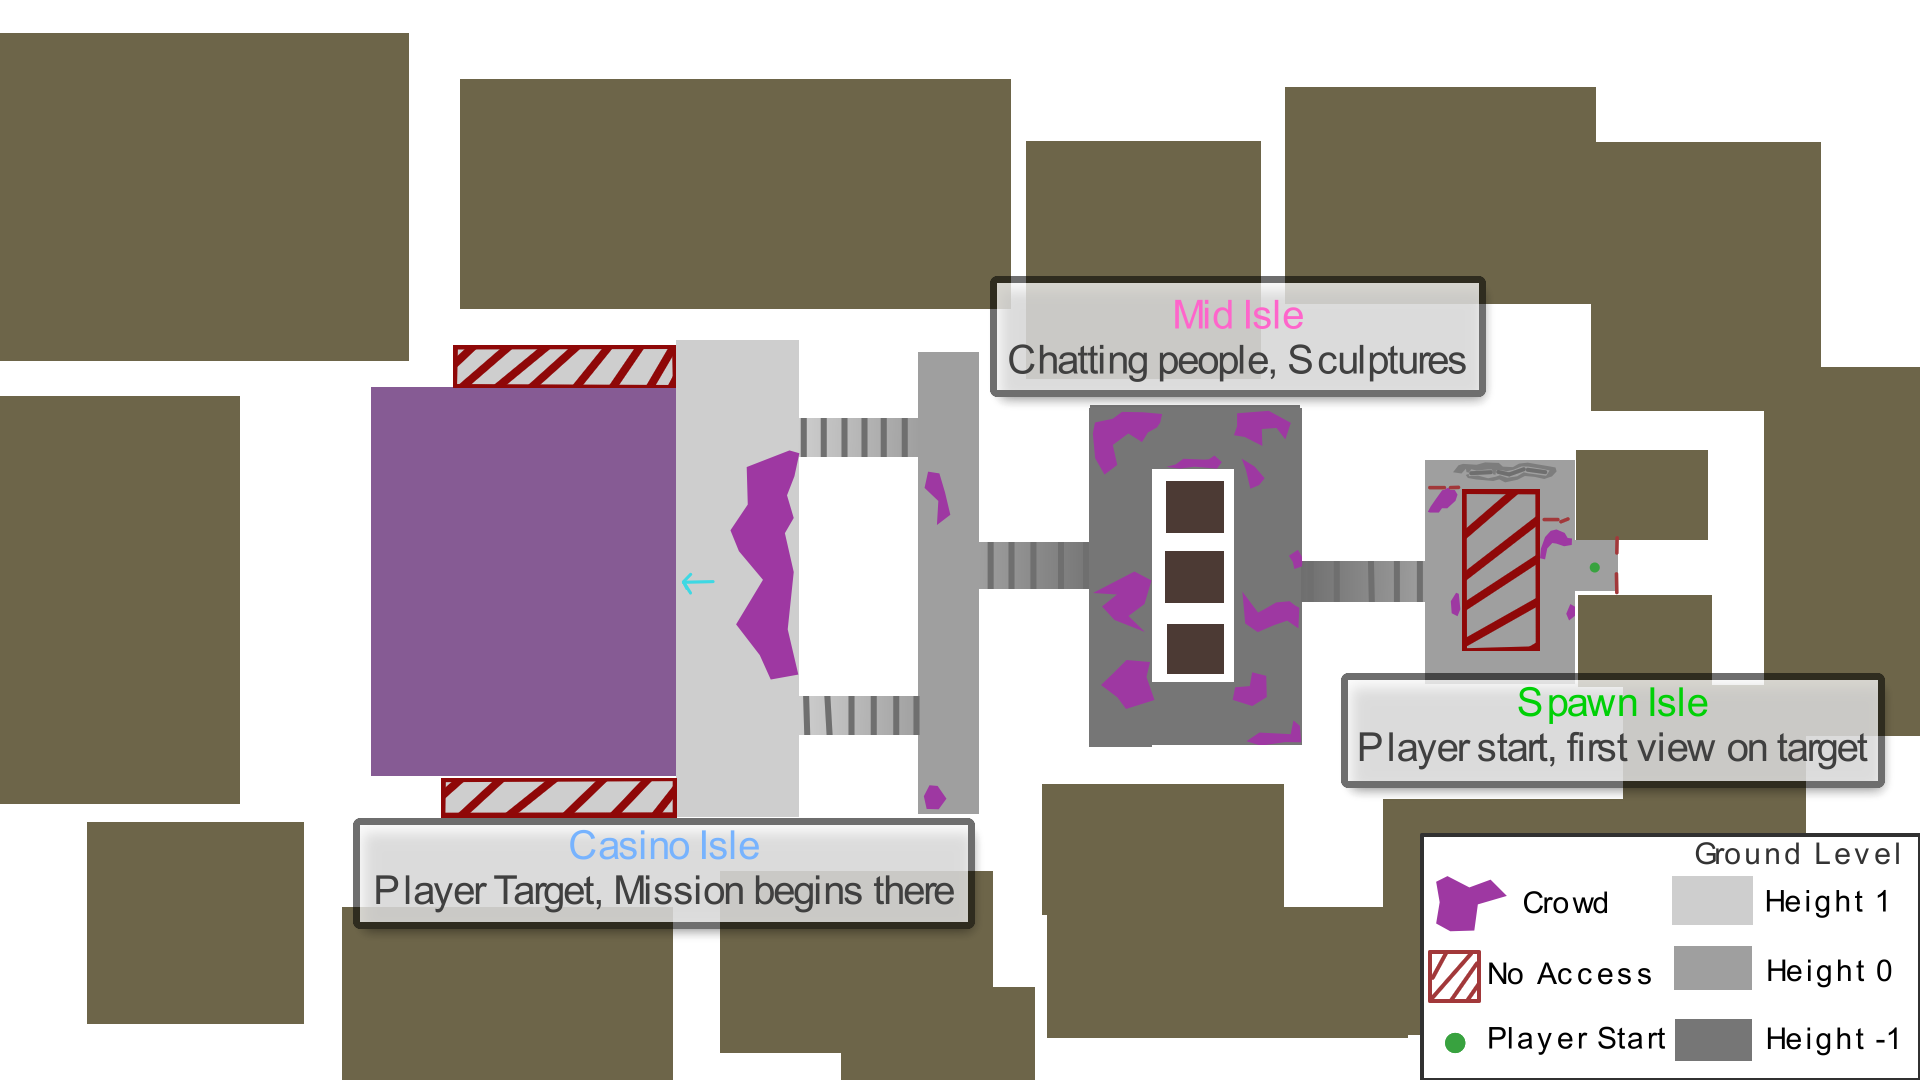 Mid Isle
Chatting people, Sculptures
Spawn Isle
Player start, first view on target
Casino Isle
Player Target, Mission begins there
Ground Level
Crowd
Height 1
No Access
Height 0
Player Start
Height -1